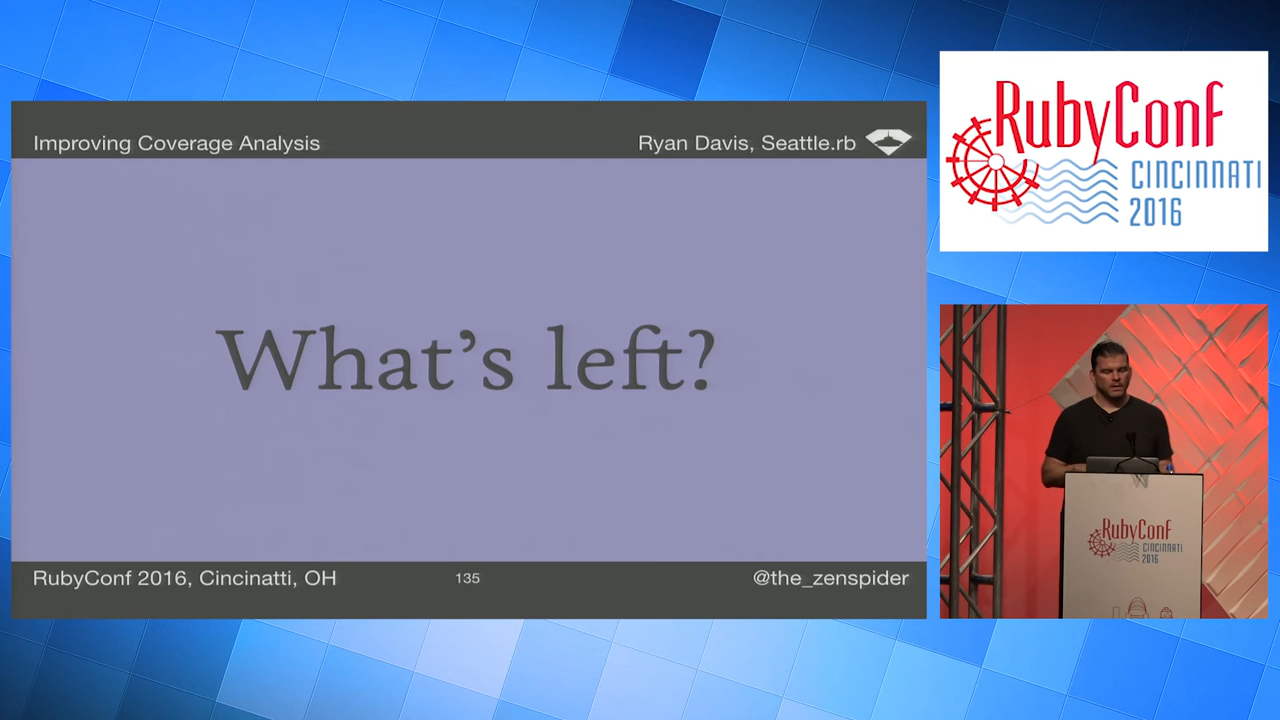 Improving Coverage Analysis
Ryan Davis, Seattle.rb
What's left?
RubyConf 2016, Cincinatti, OH
135
@the_zenspider
RubyConf
CINCINNATI
2016
RubyConf
CINCINNATI
2016